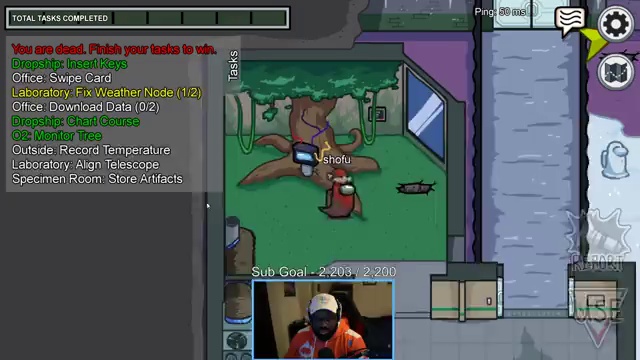 TOTAL TASKS COMPLETED
Ping: 50 ms
You are dead. Finish your tasks to win.
Dropship: Insert Keys
Office: Swipe Card
Laboratory: Fix Weather Node (1/2)
Office: Download Data (0/2)
Dropship: Chart Course
O2: Monitor Tree
Outside: Record Temperature
Laboratory: Align Telescope
Specimen Room: Store Artifacts
Tasks
shofu
REPORT
USE
Sub Goal - 2,203 / 2,200